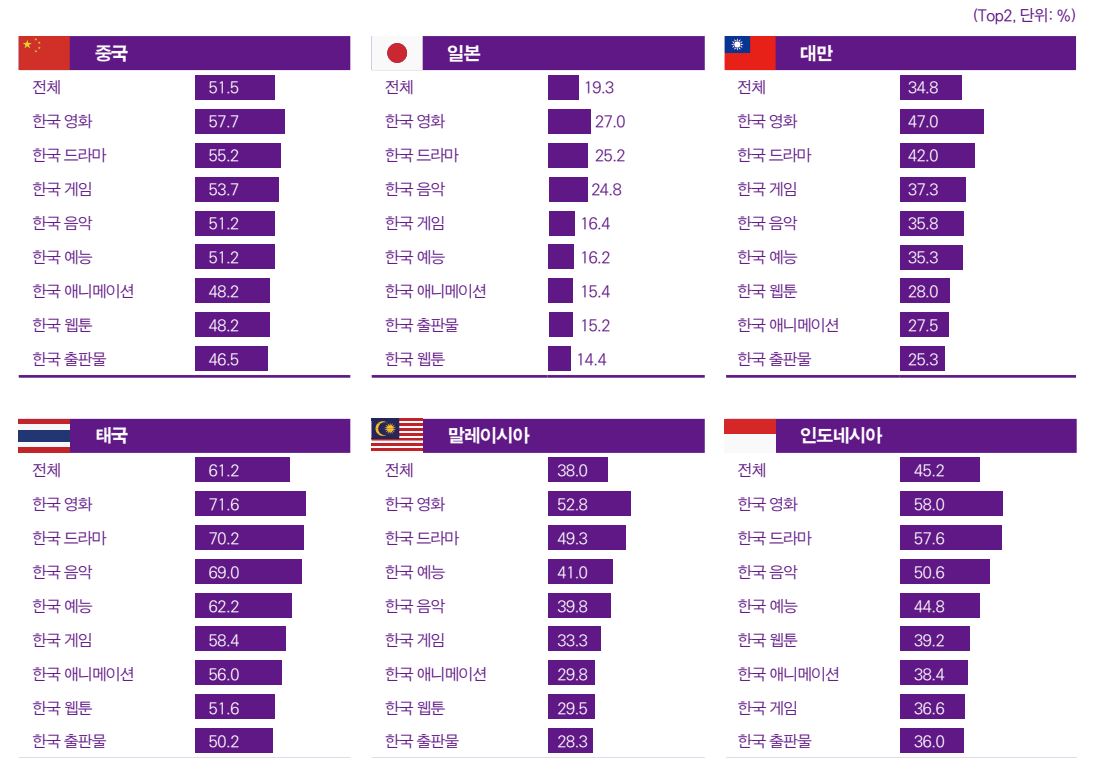 (Top2, 단위: %)
중국
전체 51.5
한국 영화 57.7
한국 드라마 55.2
한국 게임 53.7
한국 음악 51.2
한국 예능 51.2
한국 애니메이션 48.2
한국 웹툰 48.2
한국 출판물 46.5
일본
전체 19.3
한국 영화 27.0
한국 드라마 25.2
한국 음악 24.8
한국 게임 16.4
한국 예능 16.2
한국 애니메이션 15.4
한국 출판물 15.2
한국 웹툰 14.4
대만
전체 34.8
한국 영화 47.0
한국 드라마 42.0
한국 게임 37.3
한국 음악 35.8
한국 예능 35.3
한국 웹툰 28.0
한국 애니메이션 27.5
한국 출판물 25.3
태국
전체 61.2
한국 영화 71.6
한국 드라마 70.2
한국 음악 69.0
한국 예능 62.2
한국 게임 58.4
한국 애니메이션 56.0
한국 웹툰 51.6
한국 출판물 50.2
말레이시아
전체 38.0
한국 영화 52.8
한국 드라마 49.3
한국 예능 41.0
한국 음악 39.8
한국 게임 33.3
한국 애니메이션 29.8
한국 웹툰 29.5
한국 출판물 28.3
인도네시아
전체 45.2
한국 영화 58.0
한국 드라마 57.6
한국 음악 50.6
한국 예능 44.8
한국 웹툰 39.2
한국 애니메이션 38.4
한국 게임 36.6
한국 출판물 36.0